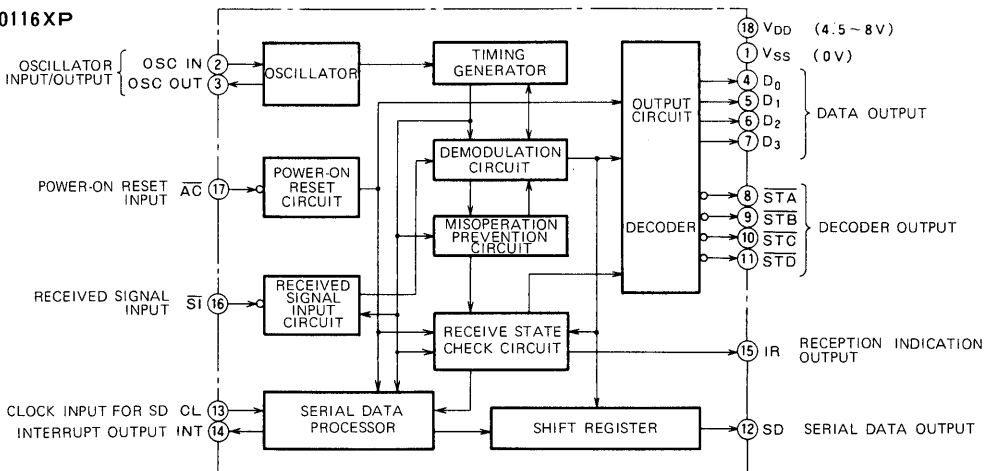 0116XP
OSCILLATOR INPUT/OUTPUT
OSC IN 2
OSC OUT 3
OSCILLATOR
TIMING GENERATOR
POWER-ON RESET INPUT
AC 17
POWER-ON RESET CIRCUIT
DEMODULATION CIRCUIT
MISOPERATION PREVENTION CIRCUIT
RECEIVED SIGNAL INPUT
SI 16
RECEIVED SIGNAL INPUT CIRCUIT
RECEIVE STATE CHECK CIRCUIT
CLOCK INPUT FOR SD CL 13
INTERRUPT OUTPUT INT 14
SERIAL DATA PROCESSOR
SHIFT REGISTER
OUTPUT CIRCUIT
DECODER
18 VDD (4.5~8V)
1 VSS (0V)
4 D0
5 D1
6 D2
7 D3
DATA OUTPUT
8 STA
9 STB
10 STC
11 STD
DECODER OUTPUT
15 IR RECEPTION INDICATION OUTPUT
12 SD SERIAL DATA OUTPUT